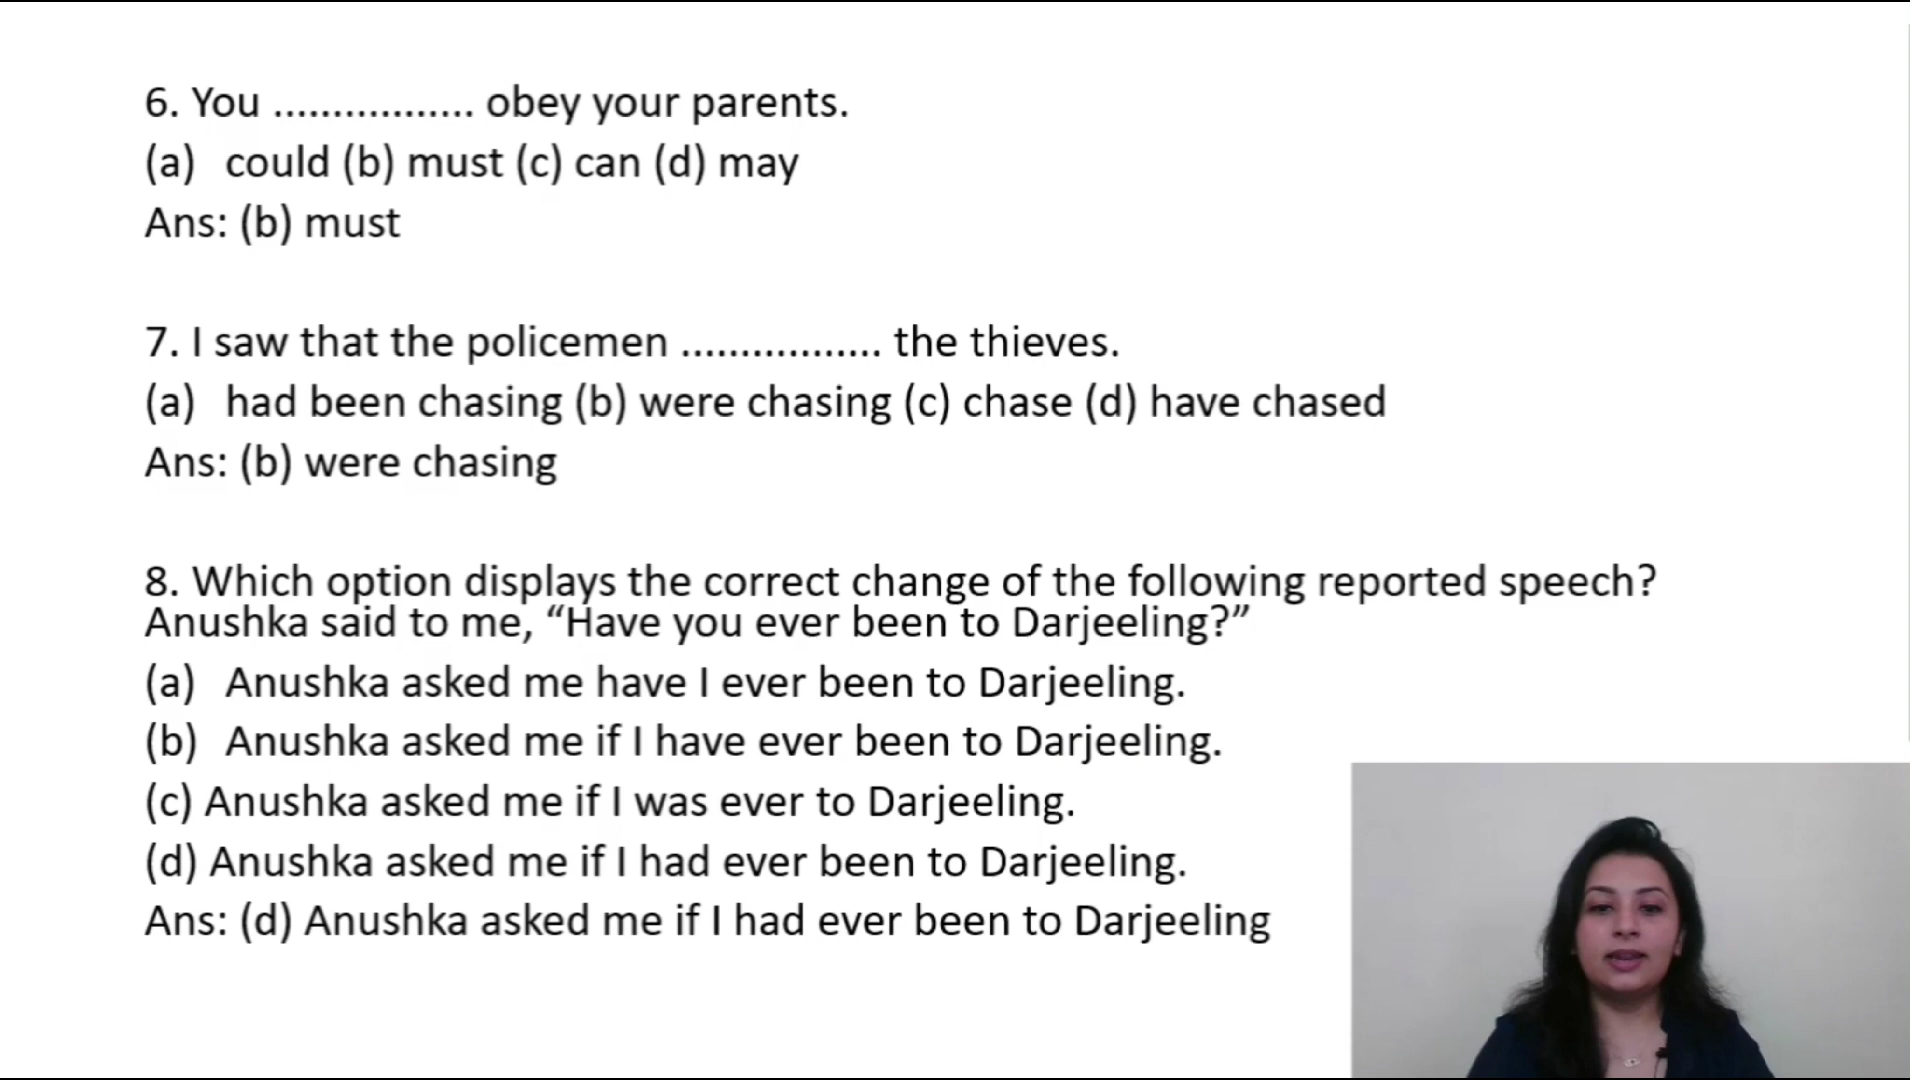 6. You ................. obey your parents.
(a) could (b) must (c) can (d) may
Ans: (b) must
7. I saw that the policemen ................. the thieves.
(a) had been chasing (b) were chasing (c) chase (d) have chased
Ans: (b) were chasing
8. Which option displays the correct change of the following reported speech?
Anushka said to me, “Have you ever been to Darjeeling?”
(a) Anushka asked me have I ever been to Darjeeling.
(b) Anushka asked me if I have ever been to Darjeeling.
(c) Anushka asked me if I was ever to Darjeeling.
(d) Anushka asked me if I had ever been to Darjeeling.
Ans: (d) Anushka asked me if I had ever been to Darjeeling